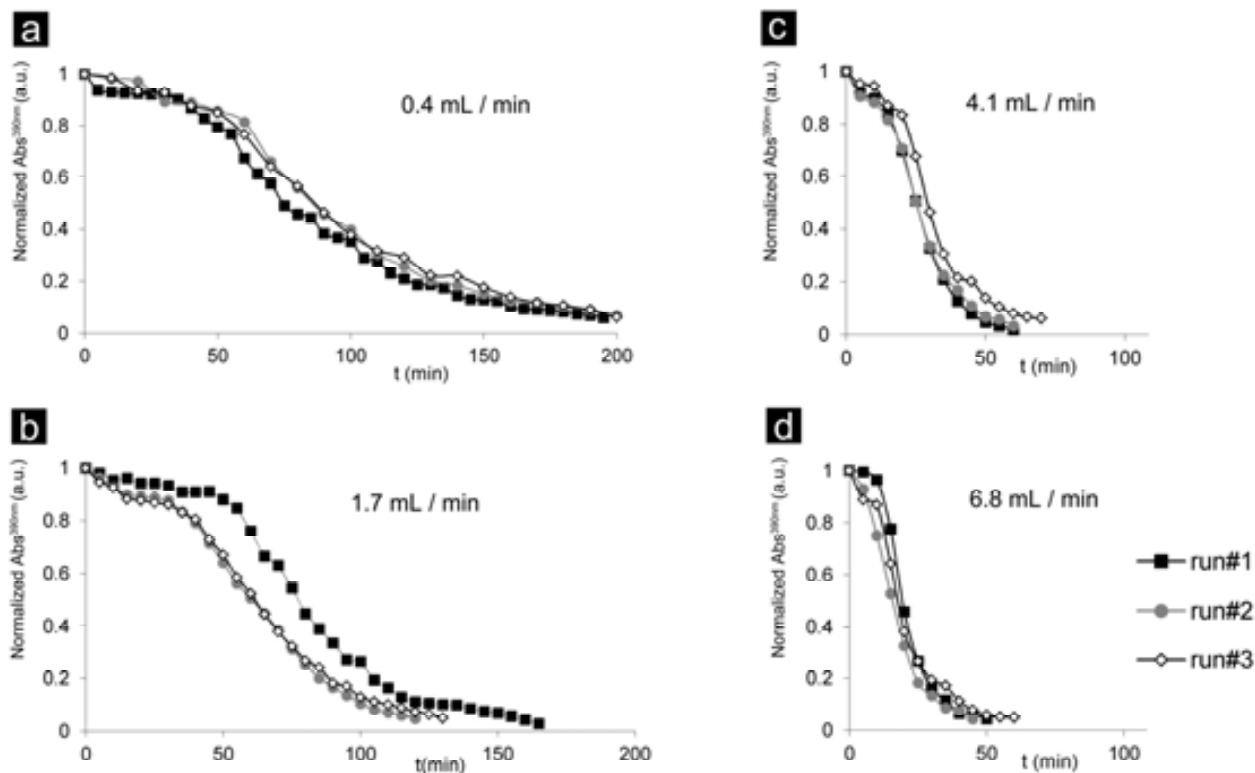 a
Normalized Abs³⁹⁰ⁿᵐ (a.u.)
1
0.8
0.6
0.4
0.2
0
0.4 mL / min
0
50
100
150
200
t (min)
c
Normalized Abs³⁹⁰ⁿᵐ (a.u.)
1
0.8
0.6
0.4
0.2
0
4.1 mL / min
0
50
100
t (min)
b
Normalized Abs³⁹⁰ⁿᵐ (a.u.)
1
0.8
0.6
0.4
0.2
0
1.7 mL / min
0
50
100
150
200
t(min)
d
Normalized Abs³⁹⁰ⁿᵐ (a.u.)
1
0.8
0.6
0.4
0.2
0
6.8 mL / min
0
50
100
t (min)
run#1
run#2
run#3